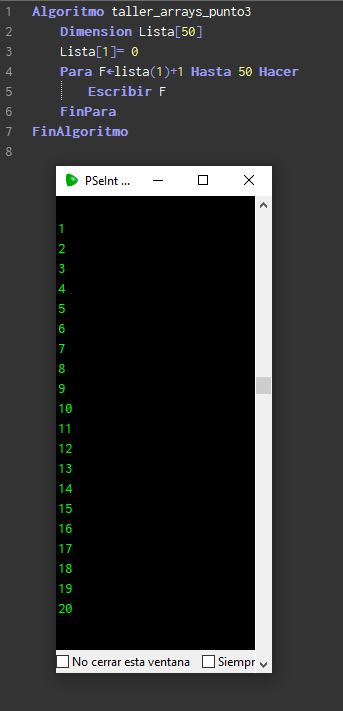 1 Algoritmo taller_arrays_punto3
2 Dimension Lista[50]
3 Lista[1]= 0
4 Para F←lista(1)+1 Hasta 50 Hacer
5 Escribir F
6 FinPara
7 FinAlgoritmo
8
PSeInt ...
1
2
3
4
5
6
7
8
9
10
11
12
13
14
15
16
17
18
19
20
No cerrar esta ventana Siempr